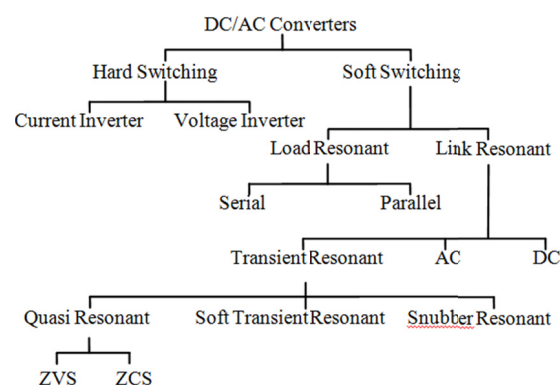 DC/AC Converters
Hard Switching Soft Switching
Current Inverter Voltage Inverter
Load Resonant Link Resonant
Serial Parallel
Transient Resonant AC DC
Quasi Resonant Soft Transient Resonant Snubber Resonant
ZVS ZCS